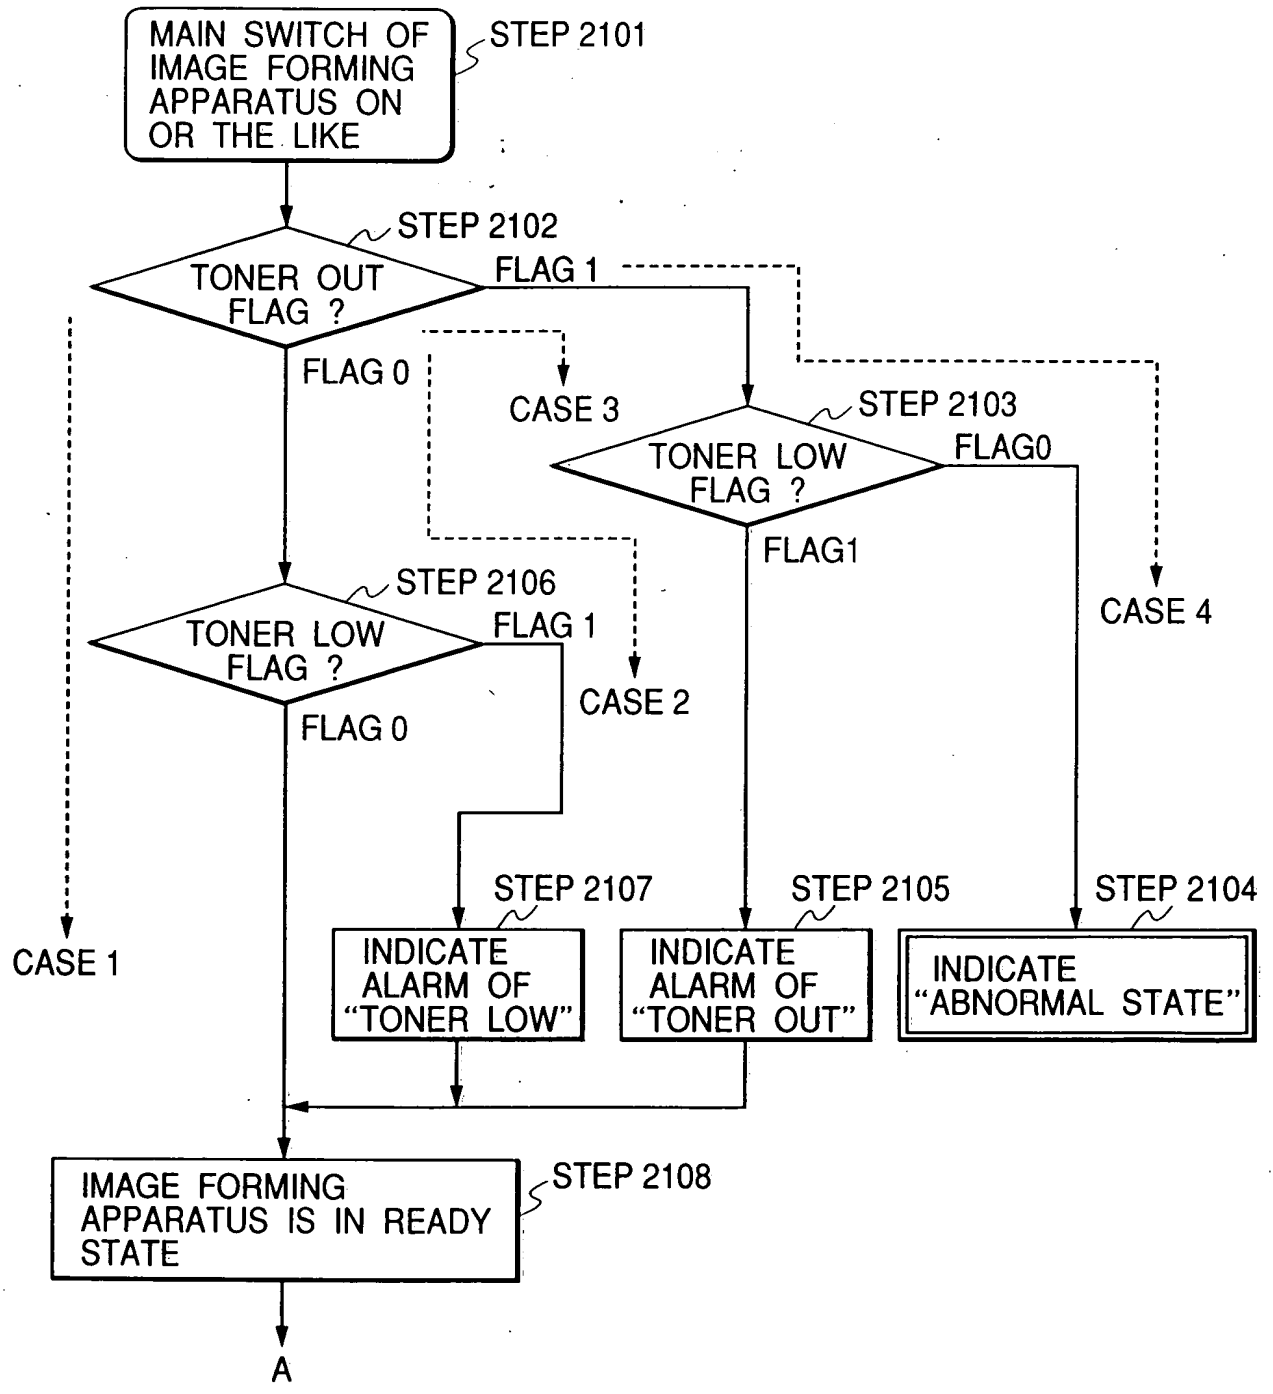 MAIN SWITCH OF
IMAGE FORMING
APPARATUS ON
OR THE LIKE
STEP 2101
STEP 2102
TONER OUT
FLAG ?
FLAG 1
FLAG 0
CASE 3
STEP 2103
TONER LOW
FLAG ?
FLAG0
FLAG1
CASE 4
STEP 2106
TONER LOW
FLAG ?
FLAG 1
FLAG 0
CASE 2
CASE 1
STEP 2107
INDICATE
ALARM OF
“TONER LOW”
STEP 2105
INDICATE
ALARM OF
“TONER OUT”
STEP 2104
INDICATE
“ABNORMAL STATE”
IMAGE FORMING
APPARATUS IS IN READY
STATE
STEP 2108
A